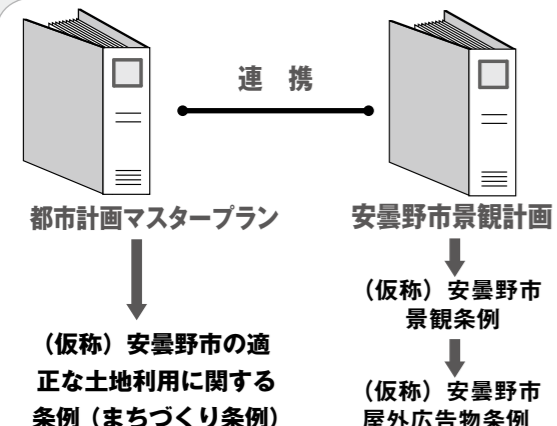 連 携
都市計画マスタープラン
安曇野市景観計画
（仮称）安曇野市の適
正な土地利用に関する
条例（まちづくり条例）
（仮称）安曇野市
景観条例
（仮称）安曇野市
屋外広告物条例